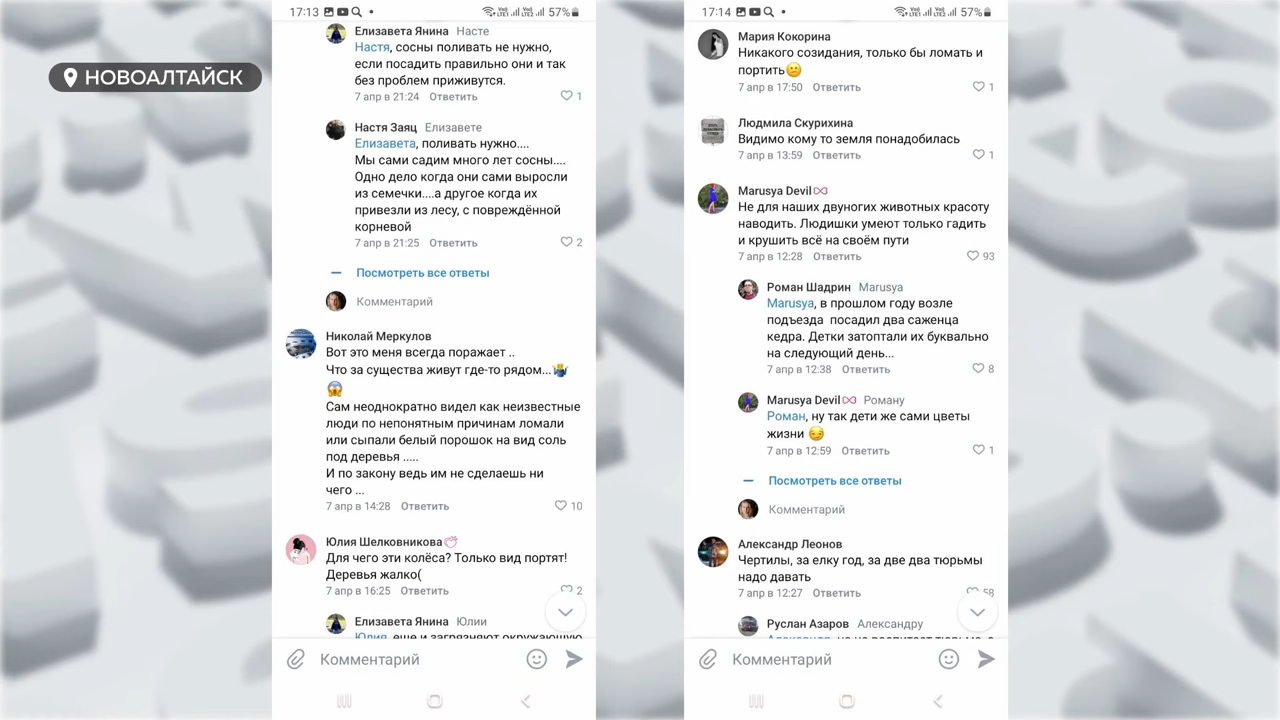 НОВОАЛТАЙСК
17:13
57%
Елизавета Янина Насте
Настя, сосны поливать не нужно,
если посадить правильно они и так
без проблем приживутся.
7 апр в 21:24 Ответить 1
Настя Заяц Елизавете
Елизавета, поливать нужно....
Мы сами садим много лет сосны....
Одно дело когда они сами выросли
из семечки....а другое когда их
привезли из лесу, с повреждённой
корневой
7 апр в 21:25 Ответить 2
Посмотреть все ответы
Комментарий
Николай Меркулов
Вот это меня всегда поражает ..
Что за существа живут где-то рядом...🤷‍♂️
😱
Сам неоднократно видел как неизвестные
люди по непонятным причинам ломали
или сыпали белый порошок на вид соль
под деревья .....
И по закону ведь им не сделаешь ни
чего ...
7 апр в 14:28 Ответить 10
Юлия Шелковникова
Для чего эти колёса? Только вид портят!
Деревья жалко(
7 апр в 16:25 Ответить 2
Елизавета Янина Юлии
Юлия, еще и загрязняют окружающую
Комментарий
17:14
57%
Мария Кокорина
Никакого созидания, только бы ломать и
портить😕
7 апр в 17:50 Ответить 1
Людмила Скурихина
Видимо кому то земля понадобилась
7 апр в 13:59 Ответить 1
Marusya Devil
Не для наших двуногих животных красоту
наводить. Людишки умеют только гадить
и крушить всё на своём пути
7 апр в 12:28 Ответить 93
Роман Шадрин Marusya
Marusya, в прошлом году возле
подъезда посадил два саженца
кедра. Детки затоптали их буквально
на следующий день...
7 апр в 12:38 Ответить 8
Marusya Devil Роману
Роман, ну так дети же сами цветы
жизни 😏
7 апр в 12:59 Ответить 1
Посмотреть все ответы
Комментарий
Александр Леонов
Чертилы, за елку год, за две два тюрьмы
надо давать
7 апр в 12:27 Ответить 58
Руслан Азаров Александру
Комментарий